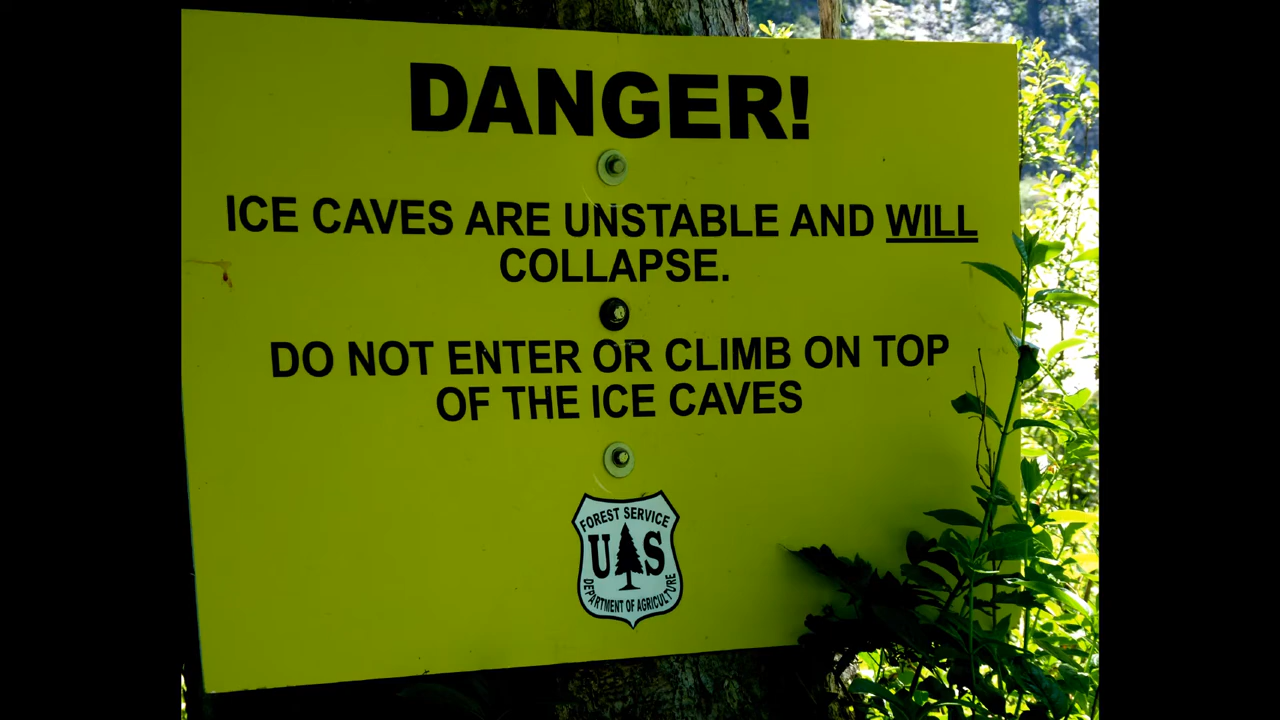 DANGER!
ICE CAVES ARE UNSTABLE AND WILL
COLLAPSE.
DO NOT ENTER OR CLIMB ON TOP
OF THE ICE CAVES
FOREST SERVICE
U S
DEPARTMENT OF AGRICULTURE